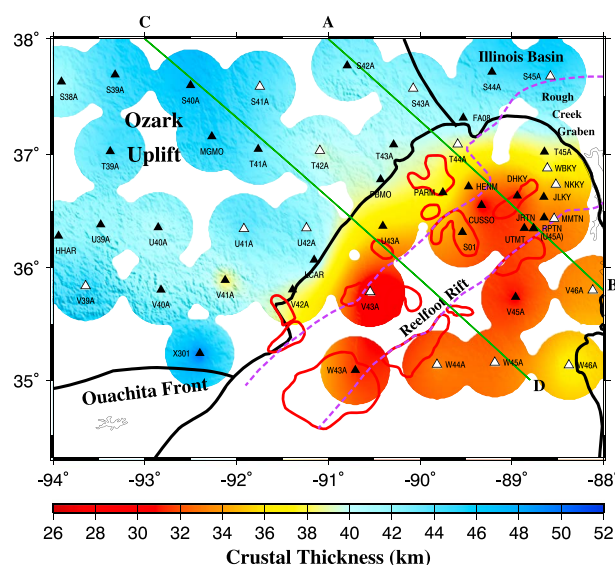 C
A
38°
37°
36°
35°
S38A
S39A
S40A
S41A
S42A
S43A
S44A
S45A
Illinois Basin
Rough
Creek
Graben
FA08
Ozark
Uplift
T39A
MGMO
T41A
T42A
T43A
T44A
T45A
WBKY
NKKY
JLKY
PBMO
PARM
HENM
DHKY
CUSSO
JRTN
MMTN
RPTN
(U45A)
UTMT
HHAR
U39A
U40A
U41A
U42A
U43A
S01
LCAR
V39A
V40A
V41A
V42A
V43A
Reelfoot Rift
V45A
V46A
B
X301
W43A
W44A
W45A
W46A
D
Ouachita Front
-94° -93° -92° -91° -90° -89° -88°
26 28 30 32 34 36 38 40 42 44 46 48 50 52
Crustal Thickness (km)